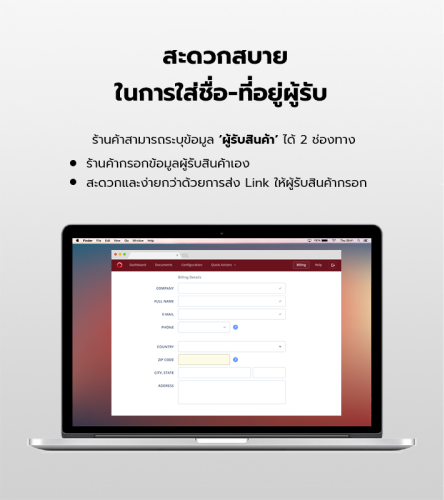 สะดวกสบาย
ในการใส่ชื่อ-ที่อยู่ผู้รับ
ร้านค้าสามารถระบุข้อมูล ‘ผู้รับสินค้า’ ได้ 2 ช่องทาง
• ร้านค้ากรอกข้อมูลผู้รับสินค้าเอง
• สะดวกและง่ายกว่าด้วยการส่ง Link ให้ผู้รับสินค้ากรอก
Finder File Edit View Go Window Help
Dashboard Documents Configuration Quick Actions Billing Help
Billing Details
COMPANY
FULL NAME
E-MAIL
PHONE
COUNTRY
ZIP CODE
CITY, STATE
ADDRESS